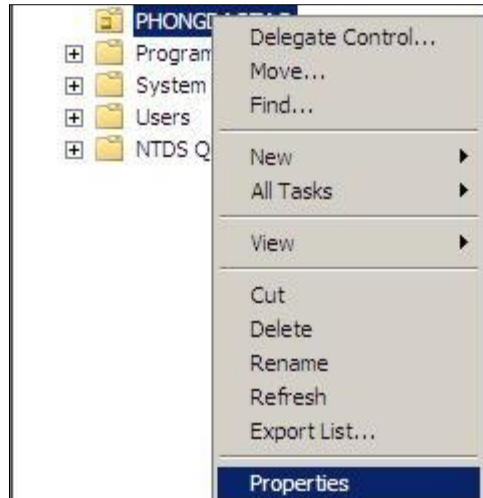 PHONGD
Delegate Control...
Program
Move...
System
Find...
Users
NTDS Q
New
All Tasks
View
Cut
Delete
Rename
Refresh
Export List...
Properties